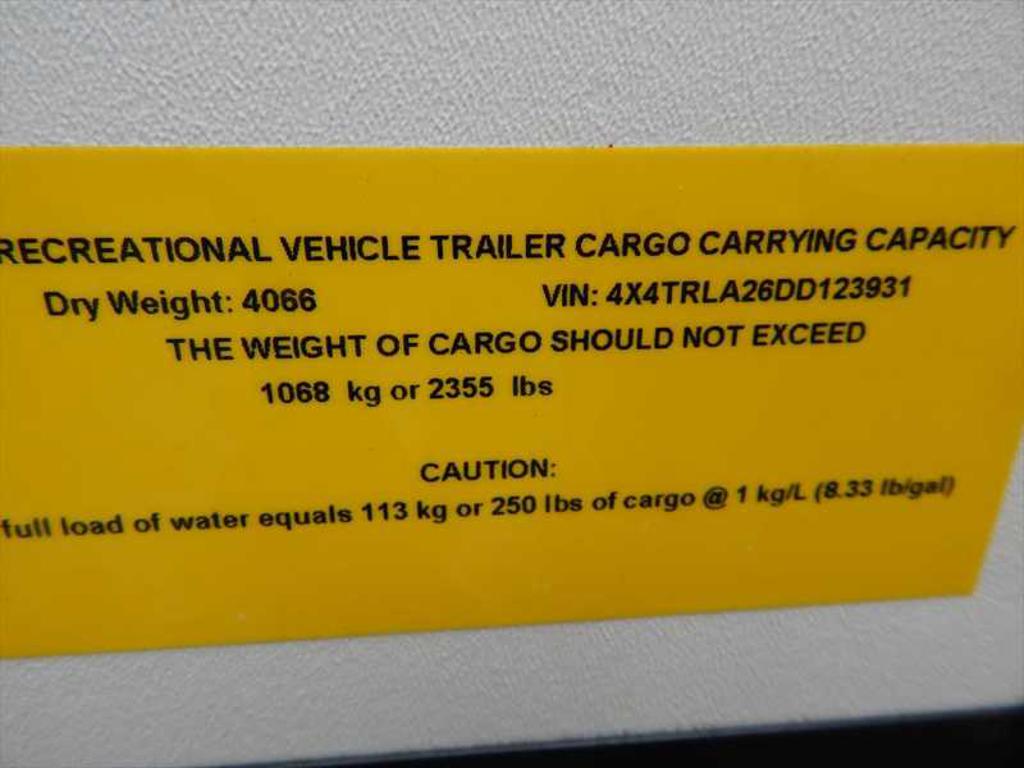 RECREATIONAL VEHICLE TRAILER CARGO CARRYING CAPACITY
Dry Weight: 4066 VIN: 4X4TRLA26DD123931
THE WEIGHT OF CARGO SHOULD NOT EXCEED
1068 kg or 2355 lbs
CAUTION:
full load of water equals 113 kg or 250 lbs of cargo @ 1 kg/L (8.33 lb/gal)